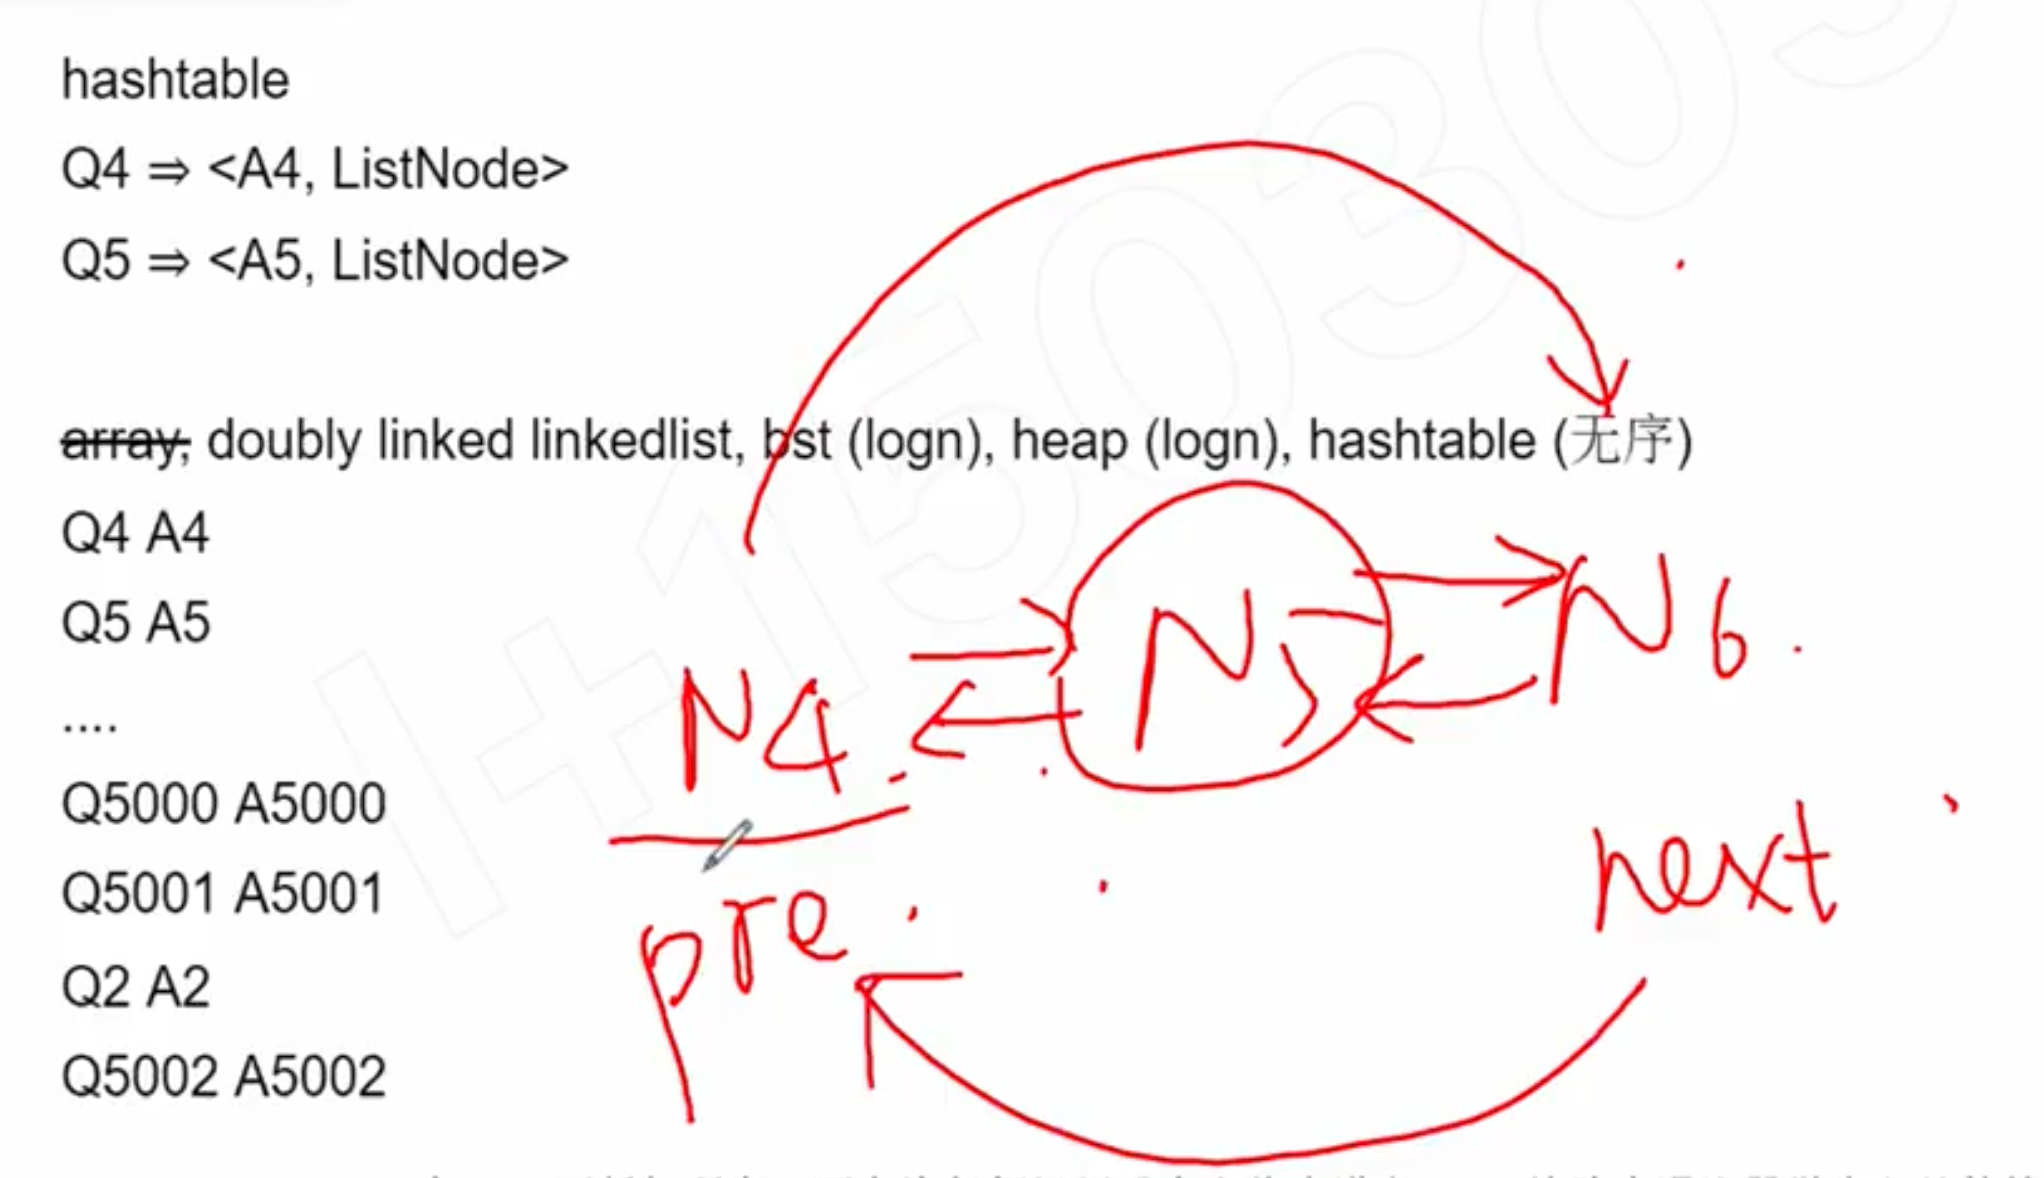 hashtable
Q4 ⇒ <A4, ListNode>
Q5 ⇒ <A5, ListNode>
array, doubly linked linkedlist, bst (logn), heap (logn), hashtable (无序)
Q4 A4
Q5 A5
....
Q5000 A5000
Q5001 A5001
Q2 A2
Q5002 A5002
N4 N5 N6
pre next